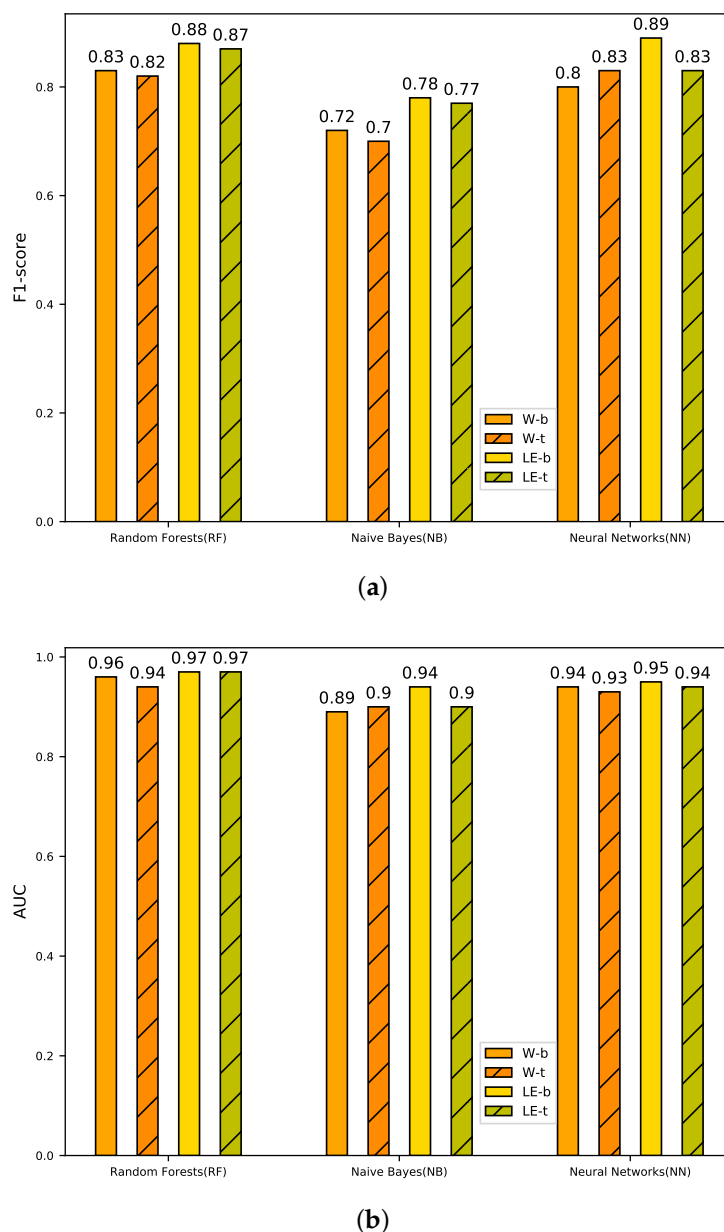 0.83 0.82 0.88 0.87 0.72 0.7 0.78 0.77 0.8 0.83 0.89 0.83
0.8
0.6
0.4
0.2
0.0
F1-score
W-b
W-t
LE-b
LE-t
Random Forests(RF) Naive Bayes(NB) Neural Networks(NN)
(a)
0.96 0.94 0.97 0.97 0.89 0.9 0.94 0.9 0.94 0.93 0.95 0.94
1.0
0.8
0.6
0.4
0.2
0.0
AUC
W-b
W-t
LE-b
LE-t
Random Forests(RF) Naive Bayes(NB) Neural Networks(NN)
(b)